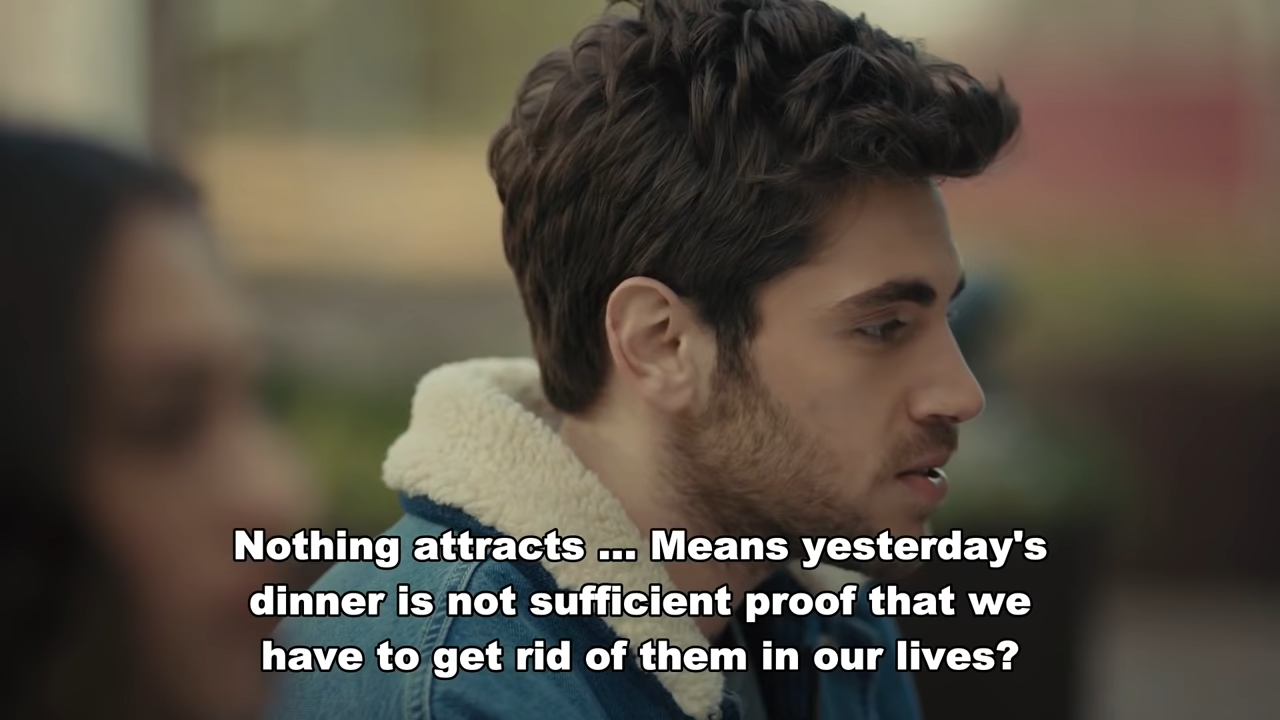 Nothing attracts ... Means yesterday's
dinner is not sufficient proof that we
have to get rid of them in our lives?